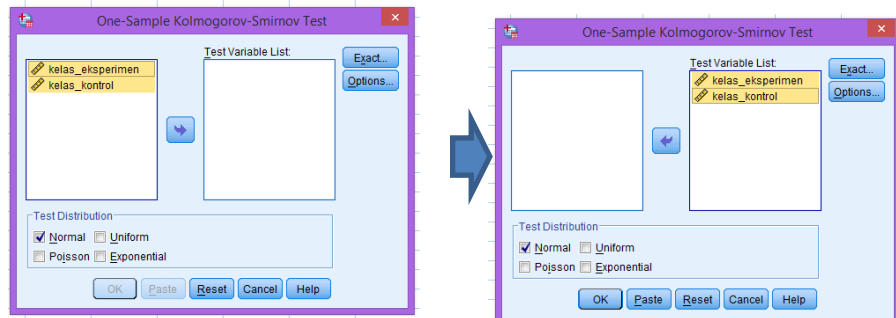 One-Sample Kolmogorov-Smirnov Test
Test Variable List:
kelas_eksperimen
kelas_kontrol
Exact...
Options...
Test Distribution
Normal Uniform
Poisson Exponential
OK Paste Reset Cancel Help
One-Sample Kolmogorov-Smirnov Test
Test Variable List:
kelas_eksperimen
kelas_kontrol
Exact...
Options...
Test Distribution
Normal Uniform
Poisson Exponential
OK Paste Reset Cancel Help